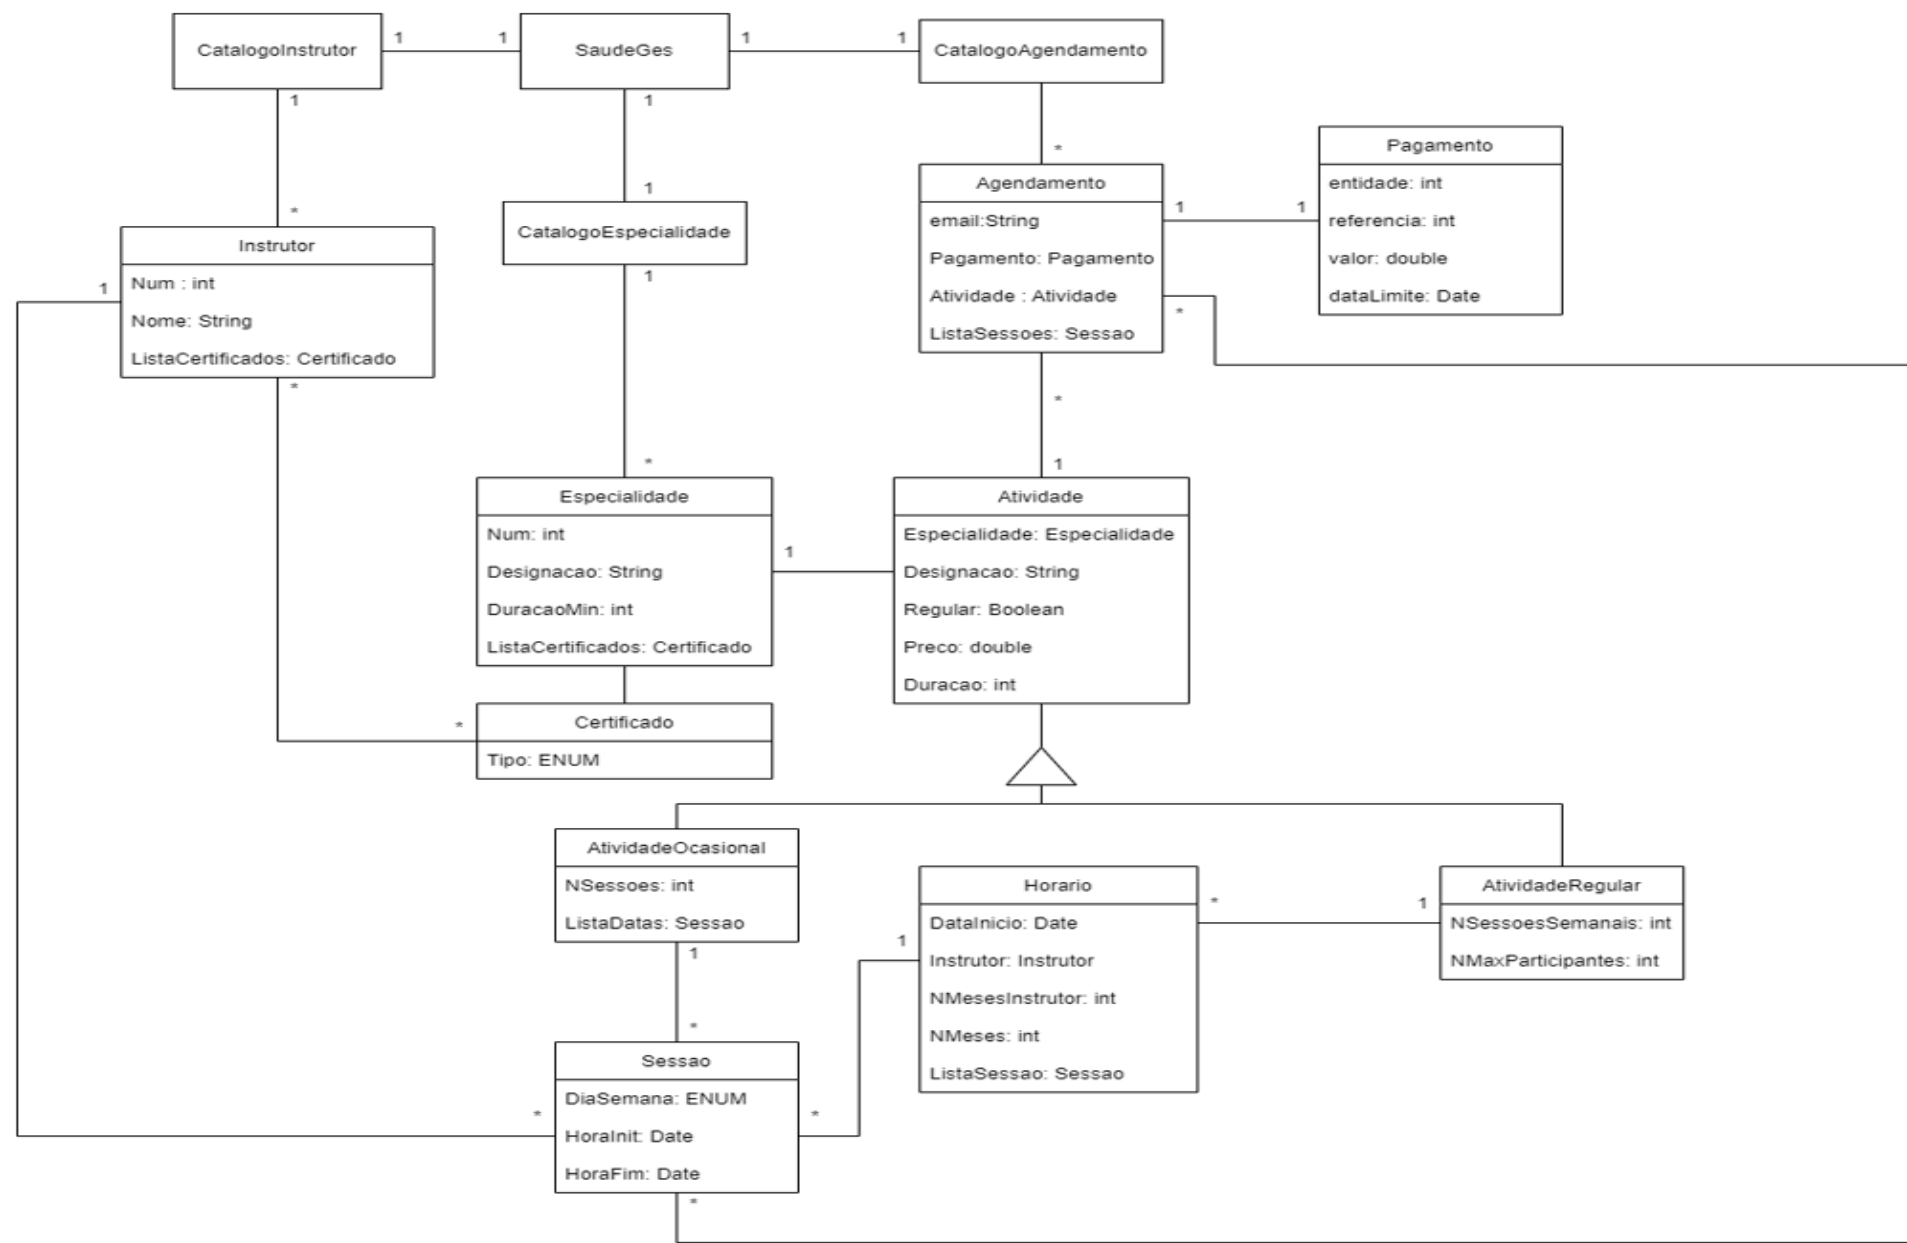 CatalogoInstrutor
1
1
SaudeGes
1
1
CatalogoAgendamento
1
1
*
Pagamento
entidade: int
referencia: int
valor: double
dataLimite: Date
Agendamento
email:String
Pagamento: Pagamento
Atividade : Atividade
ListaSessoes: Sessao
1
1
*
1
CatalogoEspecialidade
1
*
Instrutor
Num : int
Nome: String
ListaCertificados: Certificado
1
*
*
1
*
Especialidade
Num: int
Designacao: String
DuracaoMin: int
ListaCertificados: Certificado
1
Atividade
Especialidade: Especialidade
Designacao: String
Regular: Boolean
Preco: double
Duracao: int
*
Certificado
Tipo: ENUM
AtividadeOcasional
NSessoes: int
ListaDatas: Sessao
1
*
Horario
DataInicio: Date
Instrutor: Instrutor
NMesesInstrutor: int
NMeses: int
ListaSessao: Sessao
1
*
1
AtividadeRegular
NSessoesSemanais: int
NMaxParticipantes: int
Sessao
DiaSemana: ENUM
HoraInit: Date
HoraFim: Date
*
*
*